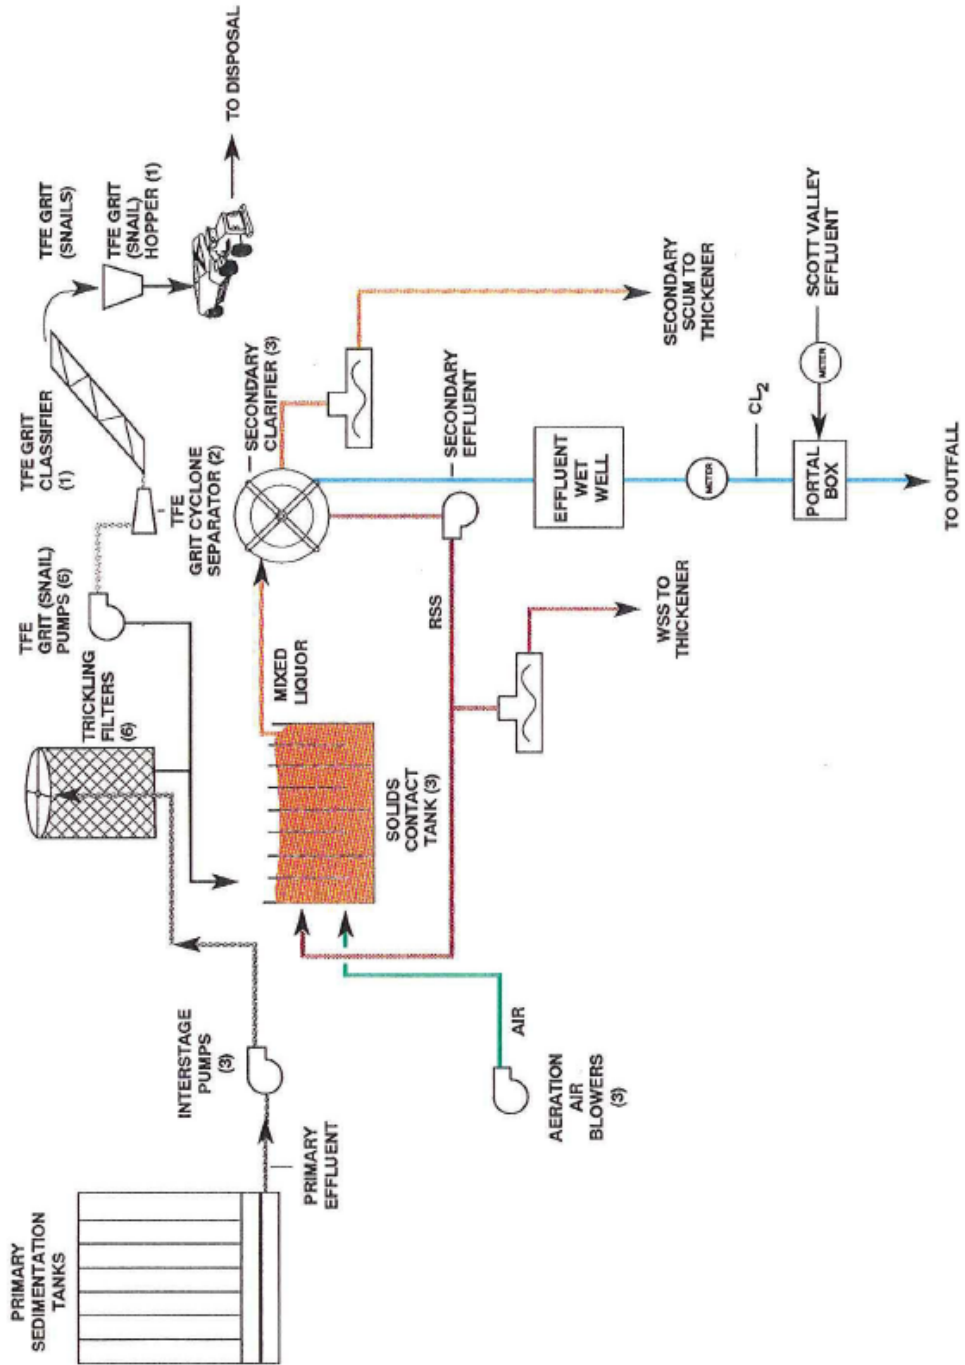 PRIMARY
SEDIMENTATION
TANKS
PRIMARY
EFFLUENT
INTERSTAGE
PUMPS
(3)
TRICKLING
FILTERS
(6)
TFE
GRIT (SNAIL)
PUMPS (6)
TFE GRIT
CLASSIFIER
(1)
TFE GRIT
(SNAILS)
TFE GRIT
(SNAIL)
HOPPER (1)
TO DISPOSAL
TFE
GRIT CYCLONE
SEPARATOR (2)
SECONDARY
CLARIFIER (3)
MIXED
LIQUOR
SOLIDS
CONTACT
TANK (3)
AIR
AERATION
AIR
BLOWERS
(3)
RSS
WSS TO
THICKENER
SECONDARY
EFFLUENT
SECONDARY
SCUM TO
THICKENER
EFFLUENT
WET
WELL
METER
CL2
PORTAL
BOX
METER
SCOTT VALLEY
EFFLUENT
TO OUTFALL